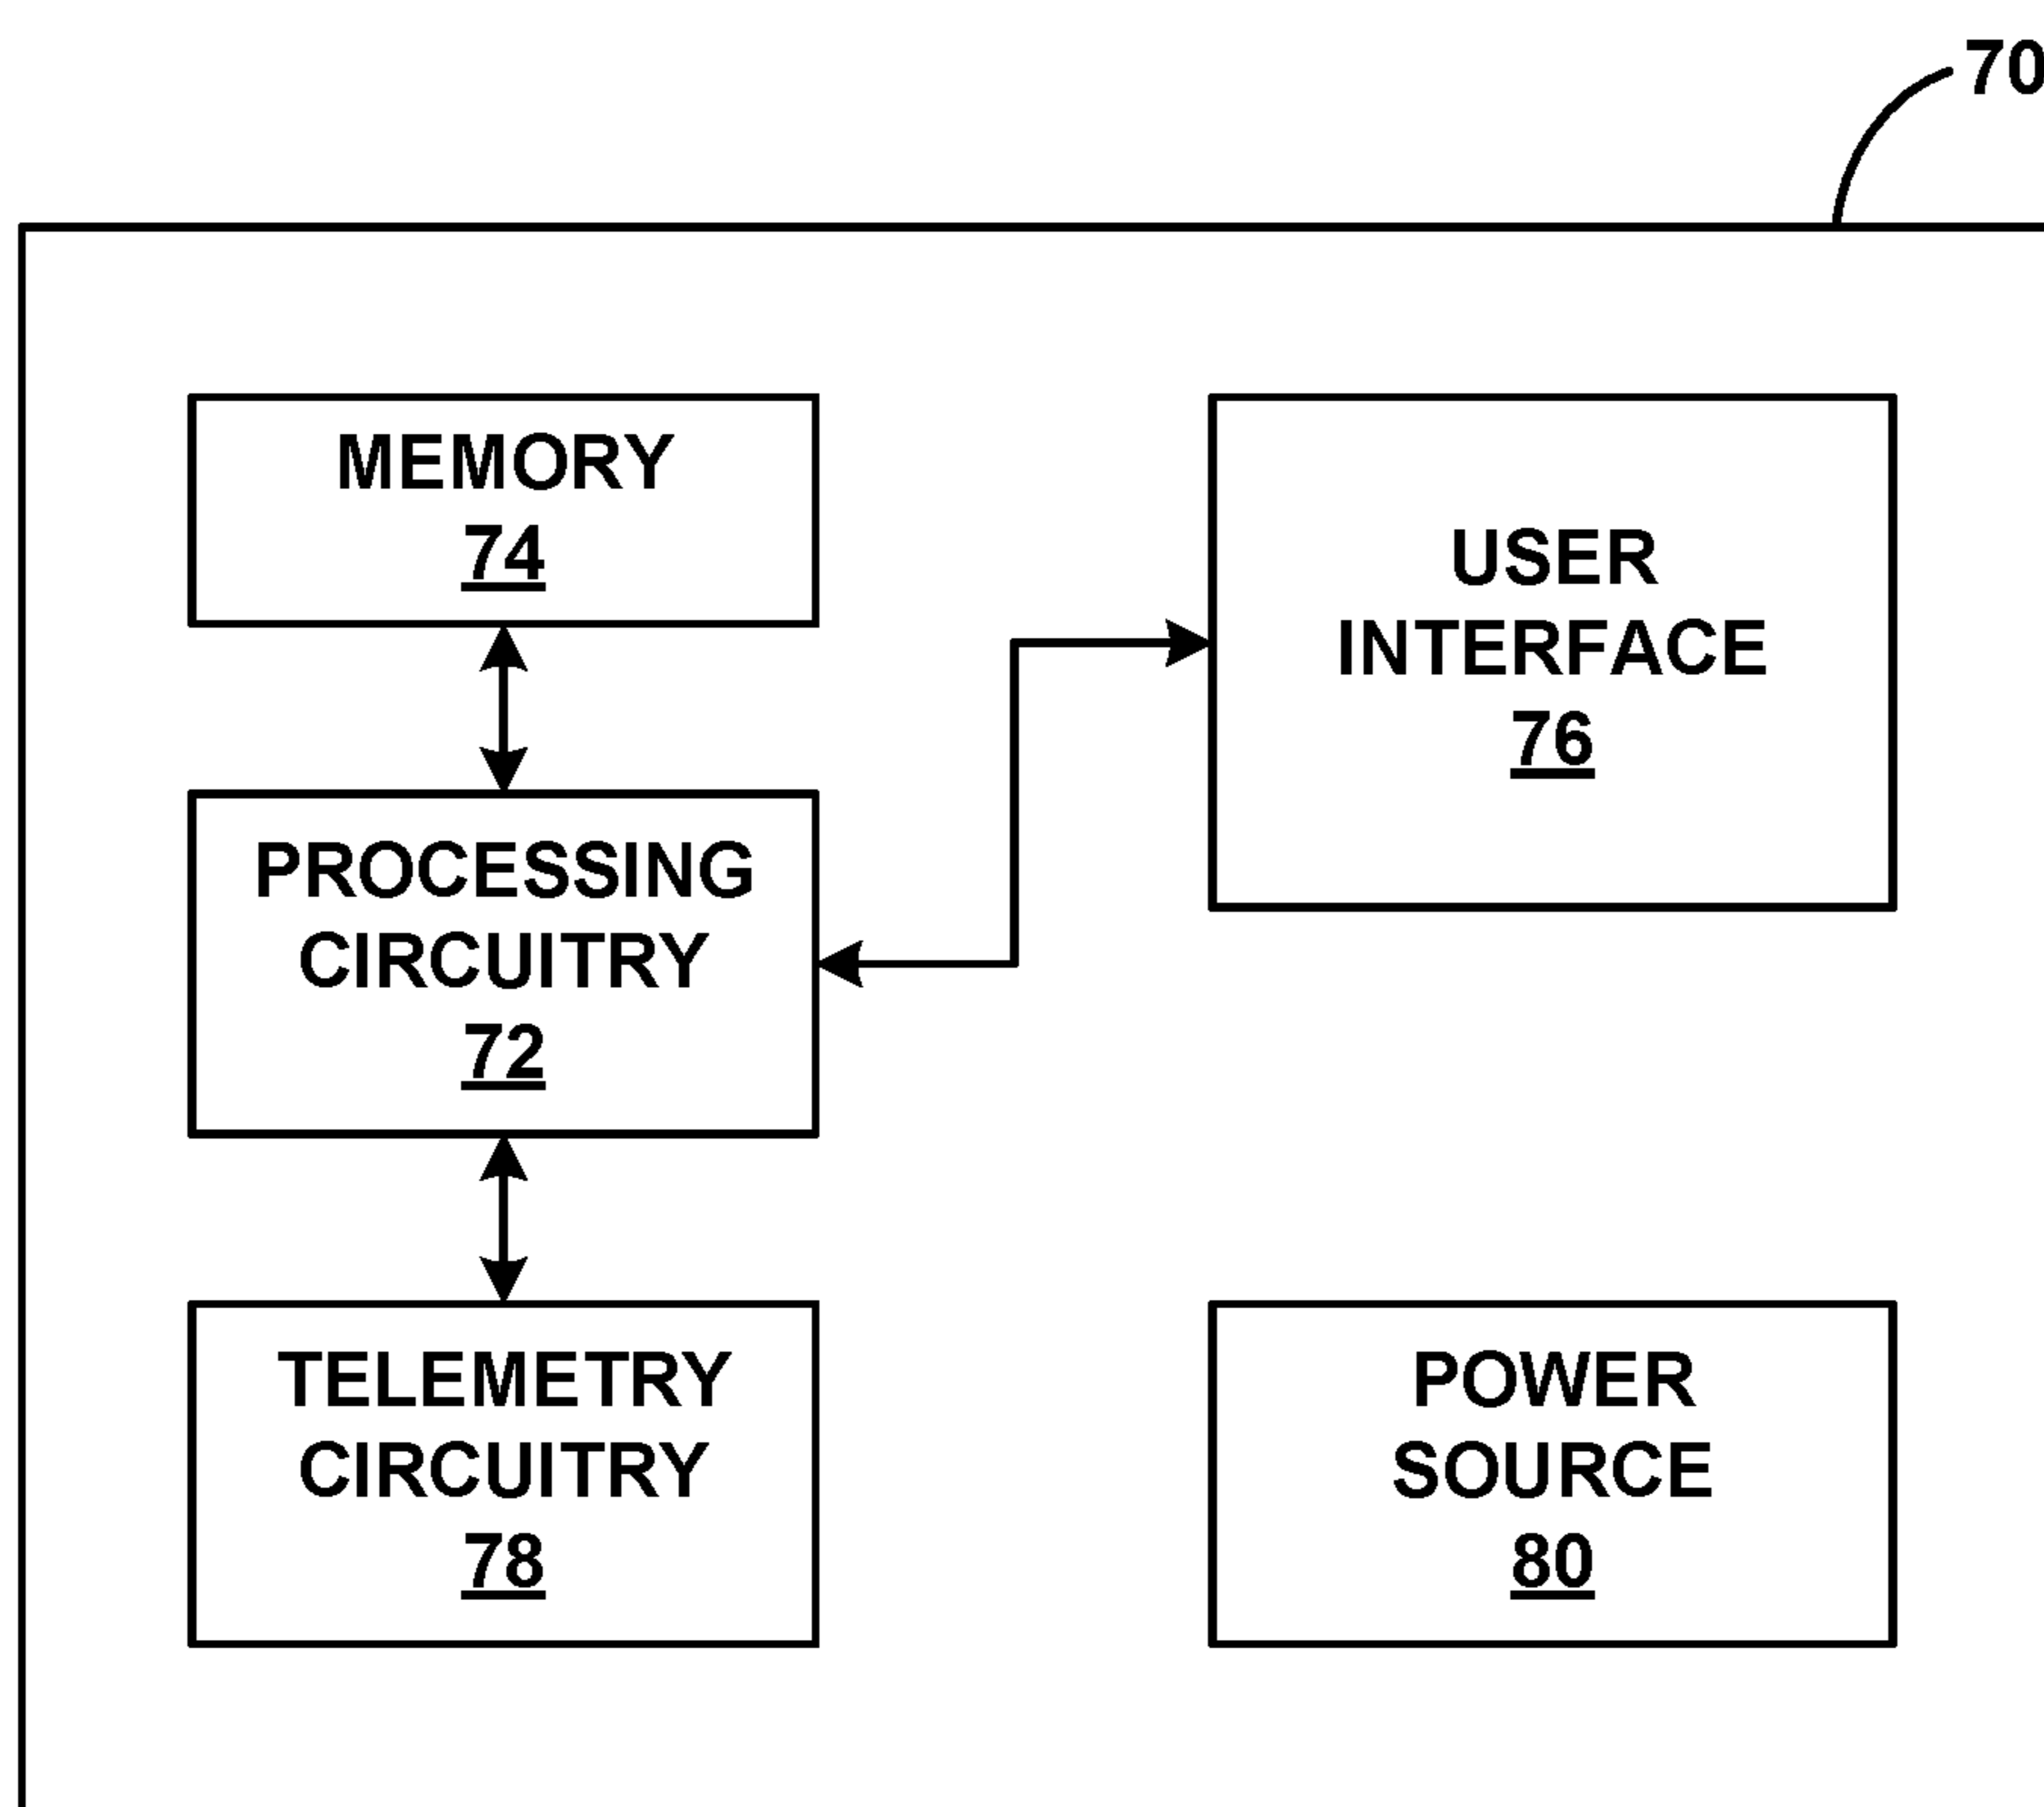 70
MEMORY
74
USER
INTERFACE
76
PROCESSING
CIRCUITRY
72
TELEMETRY
CIRCUITRY
78
POWER
SOURCE
80